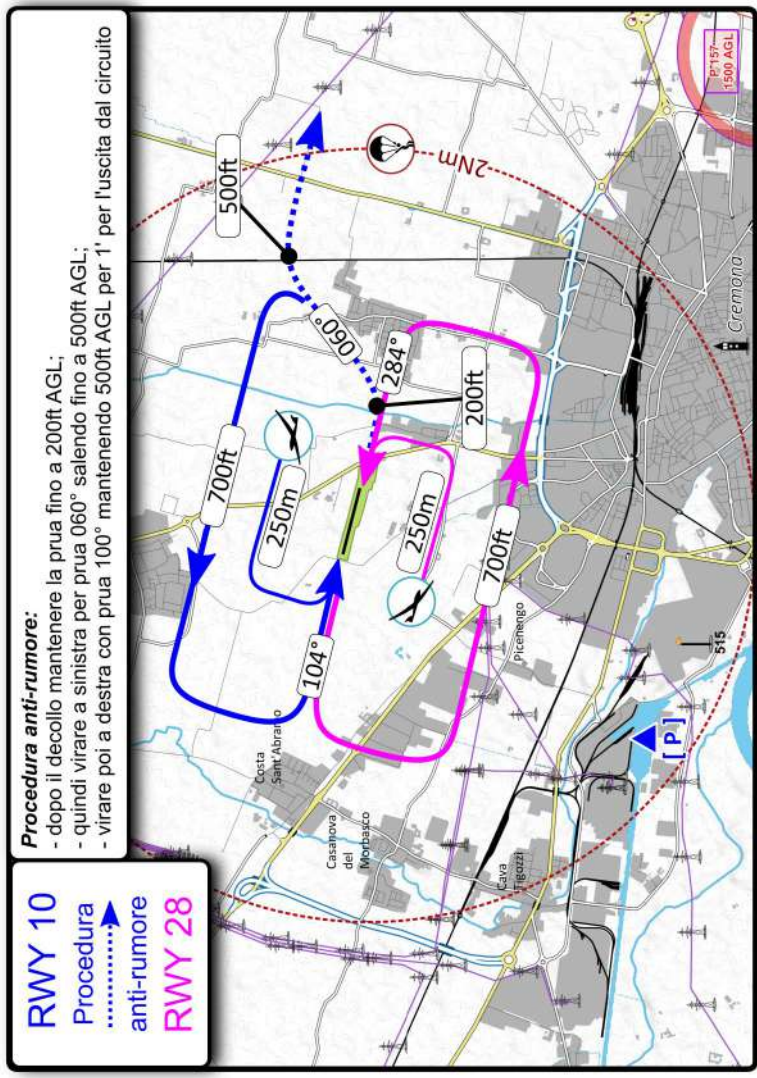 RWY 10
Procedura
anti-rumore
RWY 28
Procedura anti-rumore:
- dopo il decollo mantenere la prua fino a 200ft AGL;
- quindi virare a sinistra per prua 060° salendo fino a 500ft AGL;
- virare poi a destra con prua 100° mantenendo 500ft AGL per 1' per l'uscita dal circuito
500ft
060°
700ft
250m
284°
200ft
104°
250m
700ft
2Nm
Costa
Sant'Abramo
Casanova
del
Morbasco
Picenengo
Cava
Tigozzi
515
[ P ]
Cremona
P 157
1500 AGL